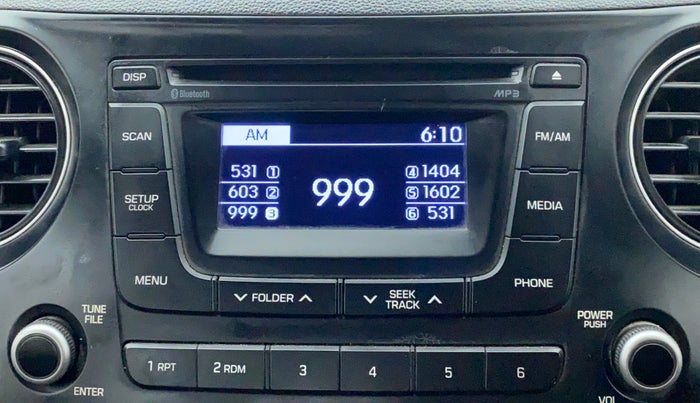 DISP
Bluetooth
MP3
SCAN
AM
6:10
FM/AM
531 1
4 1404
603 2
999
5 1602
999 3
6 531
SETUP
CLOCK
MEDIA
MENU
FOLDER
SEEK
TRACK
PHONE
TUNE
FILE
POWER
PUSH
1 RPT
2 RDM
3
4
5
6
ENTER
VOL